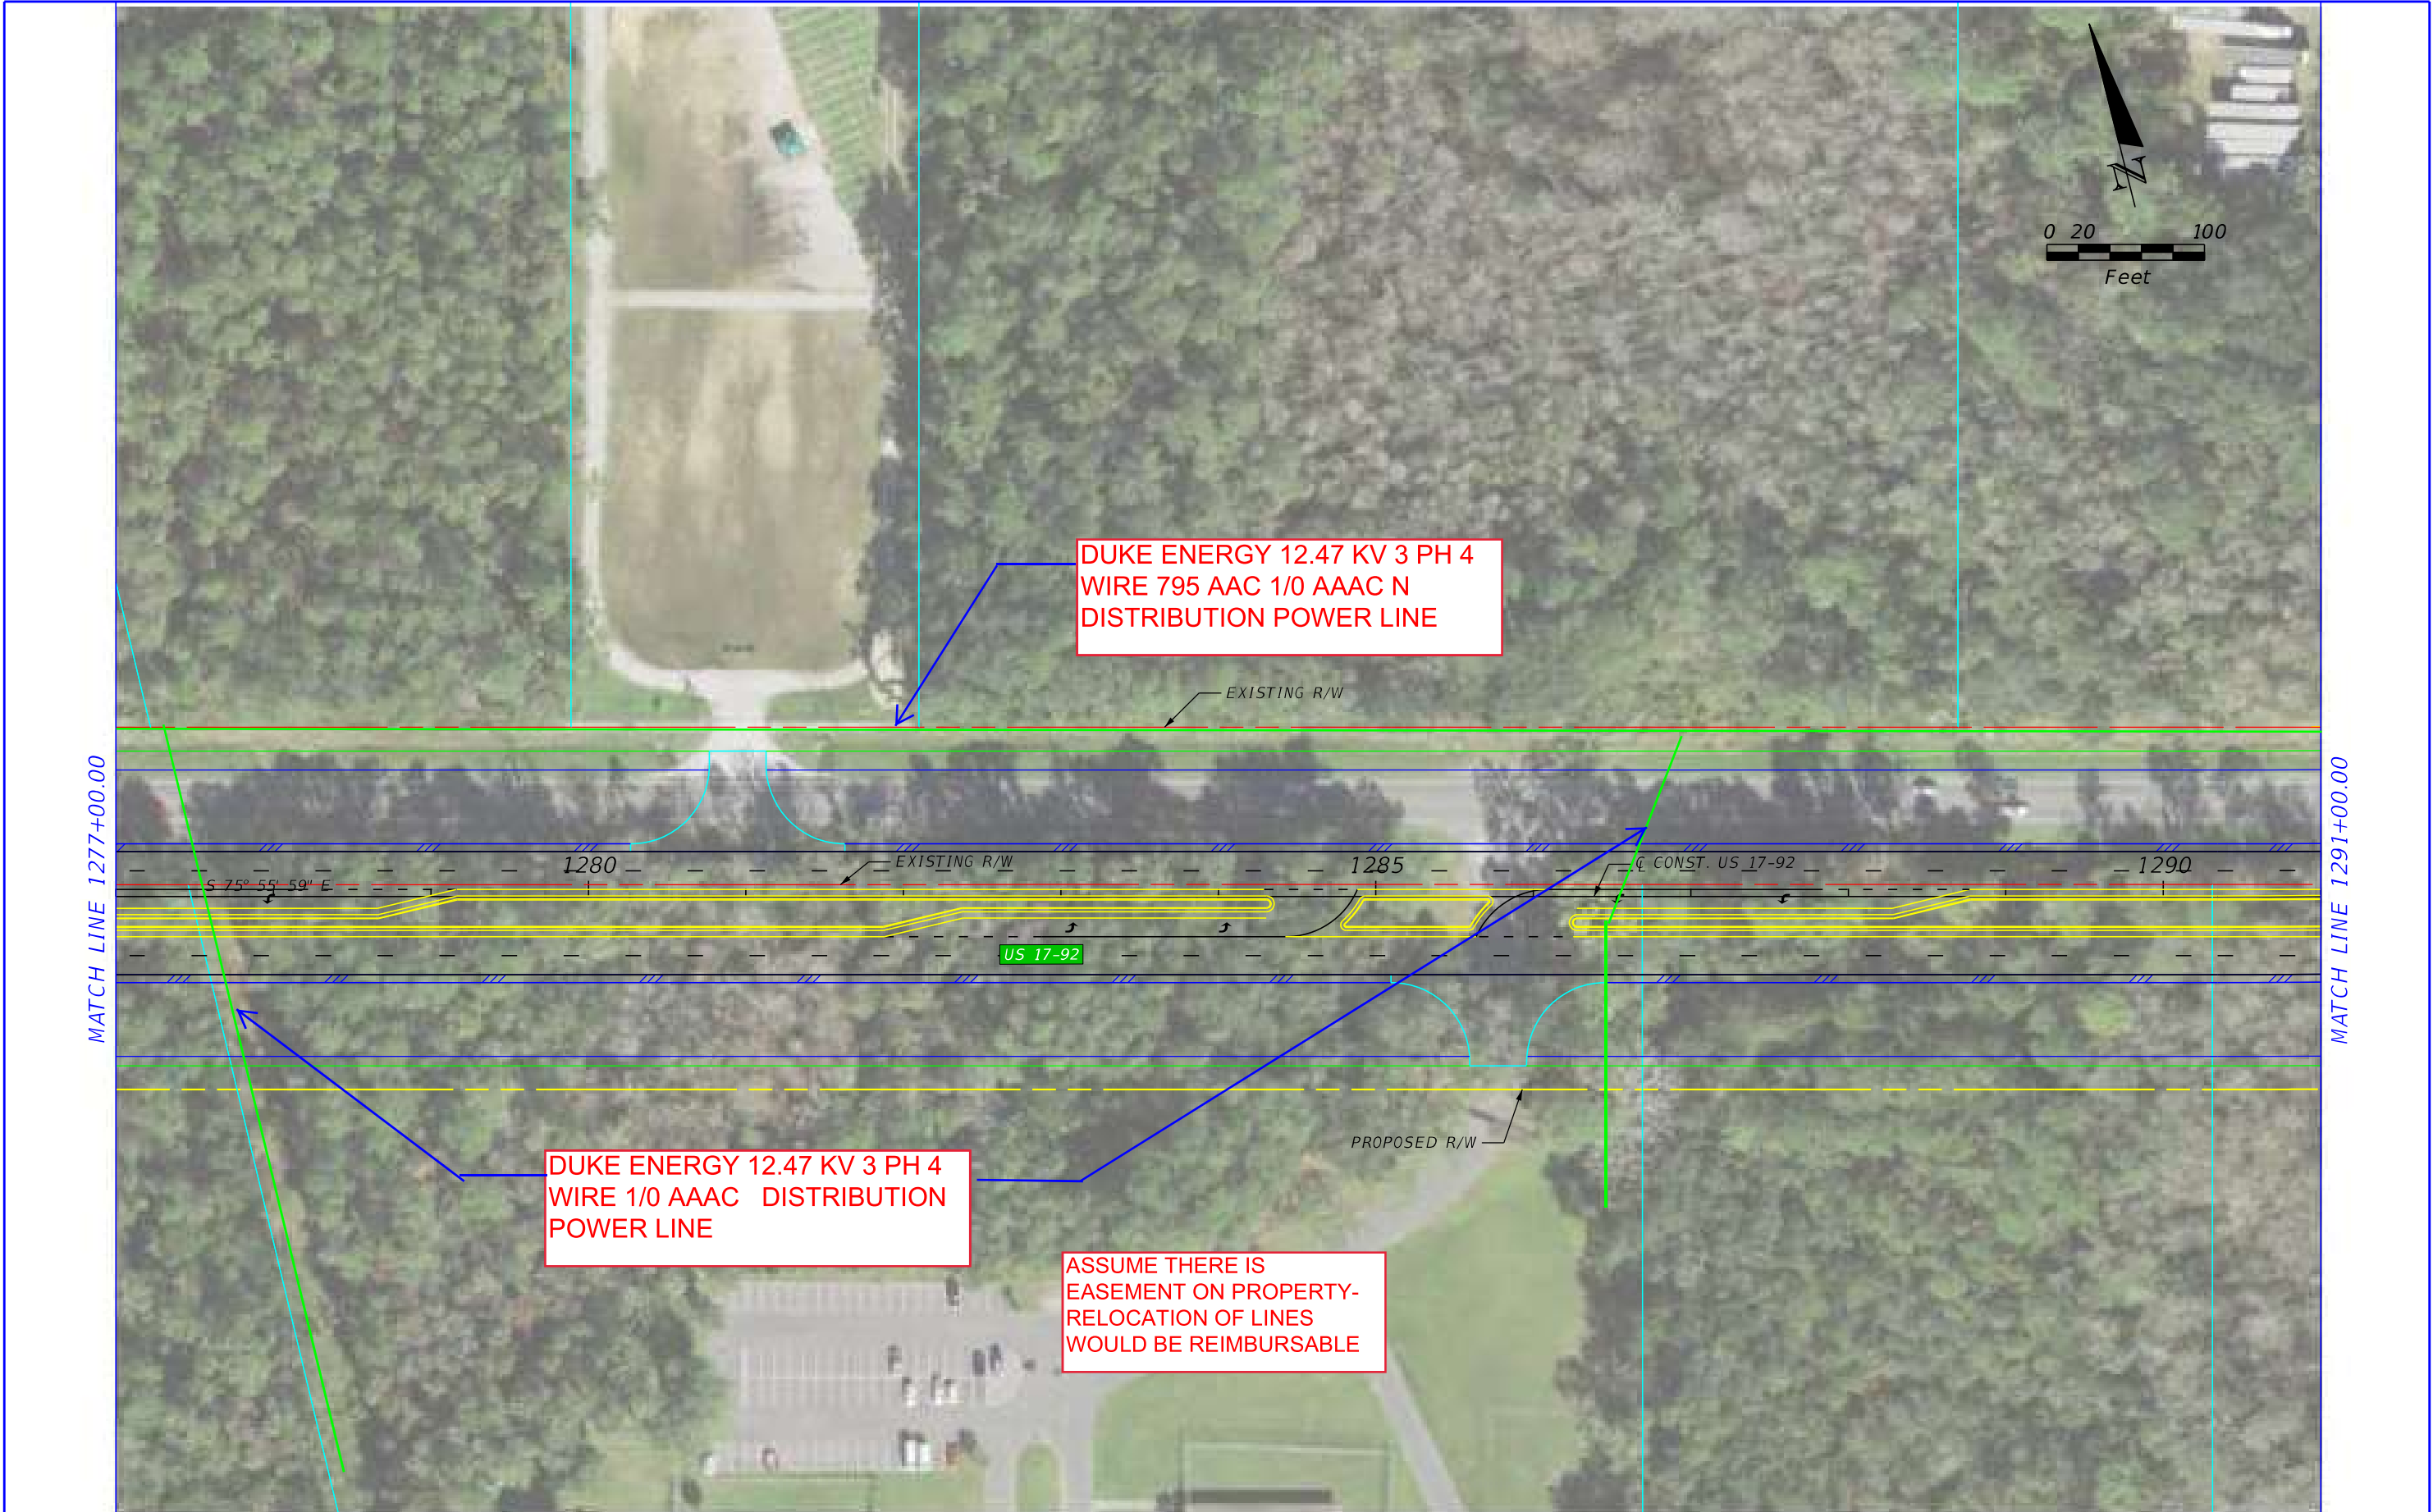 N
0 20 100
Feet
DUKE ENERGY 12.47 KV 3 PH 4
WIRE 795 AAC 1/0 AAAC N
DISTRIBUTION POWER LINE
EXISTING R/W
MATCH LINE 1277+00.00
MATCH LINE 1291+00.00
1280
EXISTING R/W
1285
℄ CONST. US 17-92
1290
S 75° 55' 59" E
US 17-92
PROPOSED R/W
DUKE ENERGY 12.47 KV 3 PH 4
WIRE 1/0 AAAC DISTRIBUTION
POWER LINE
ASSUME THERE IS
EASEMENT ON PROPERTY-
RELOCATION OF LINES
WOULD BE REIMBURSABLE